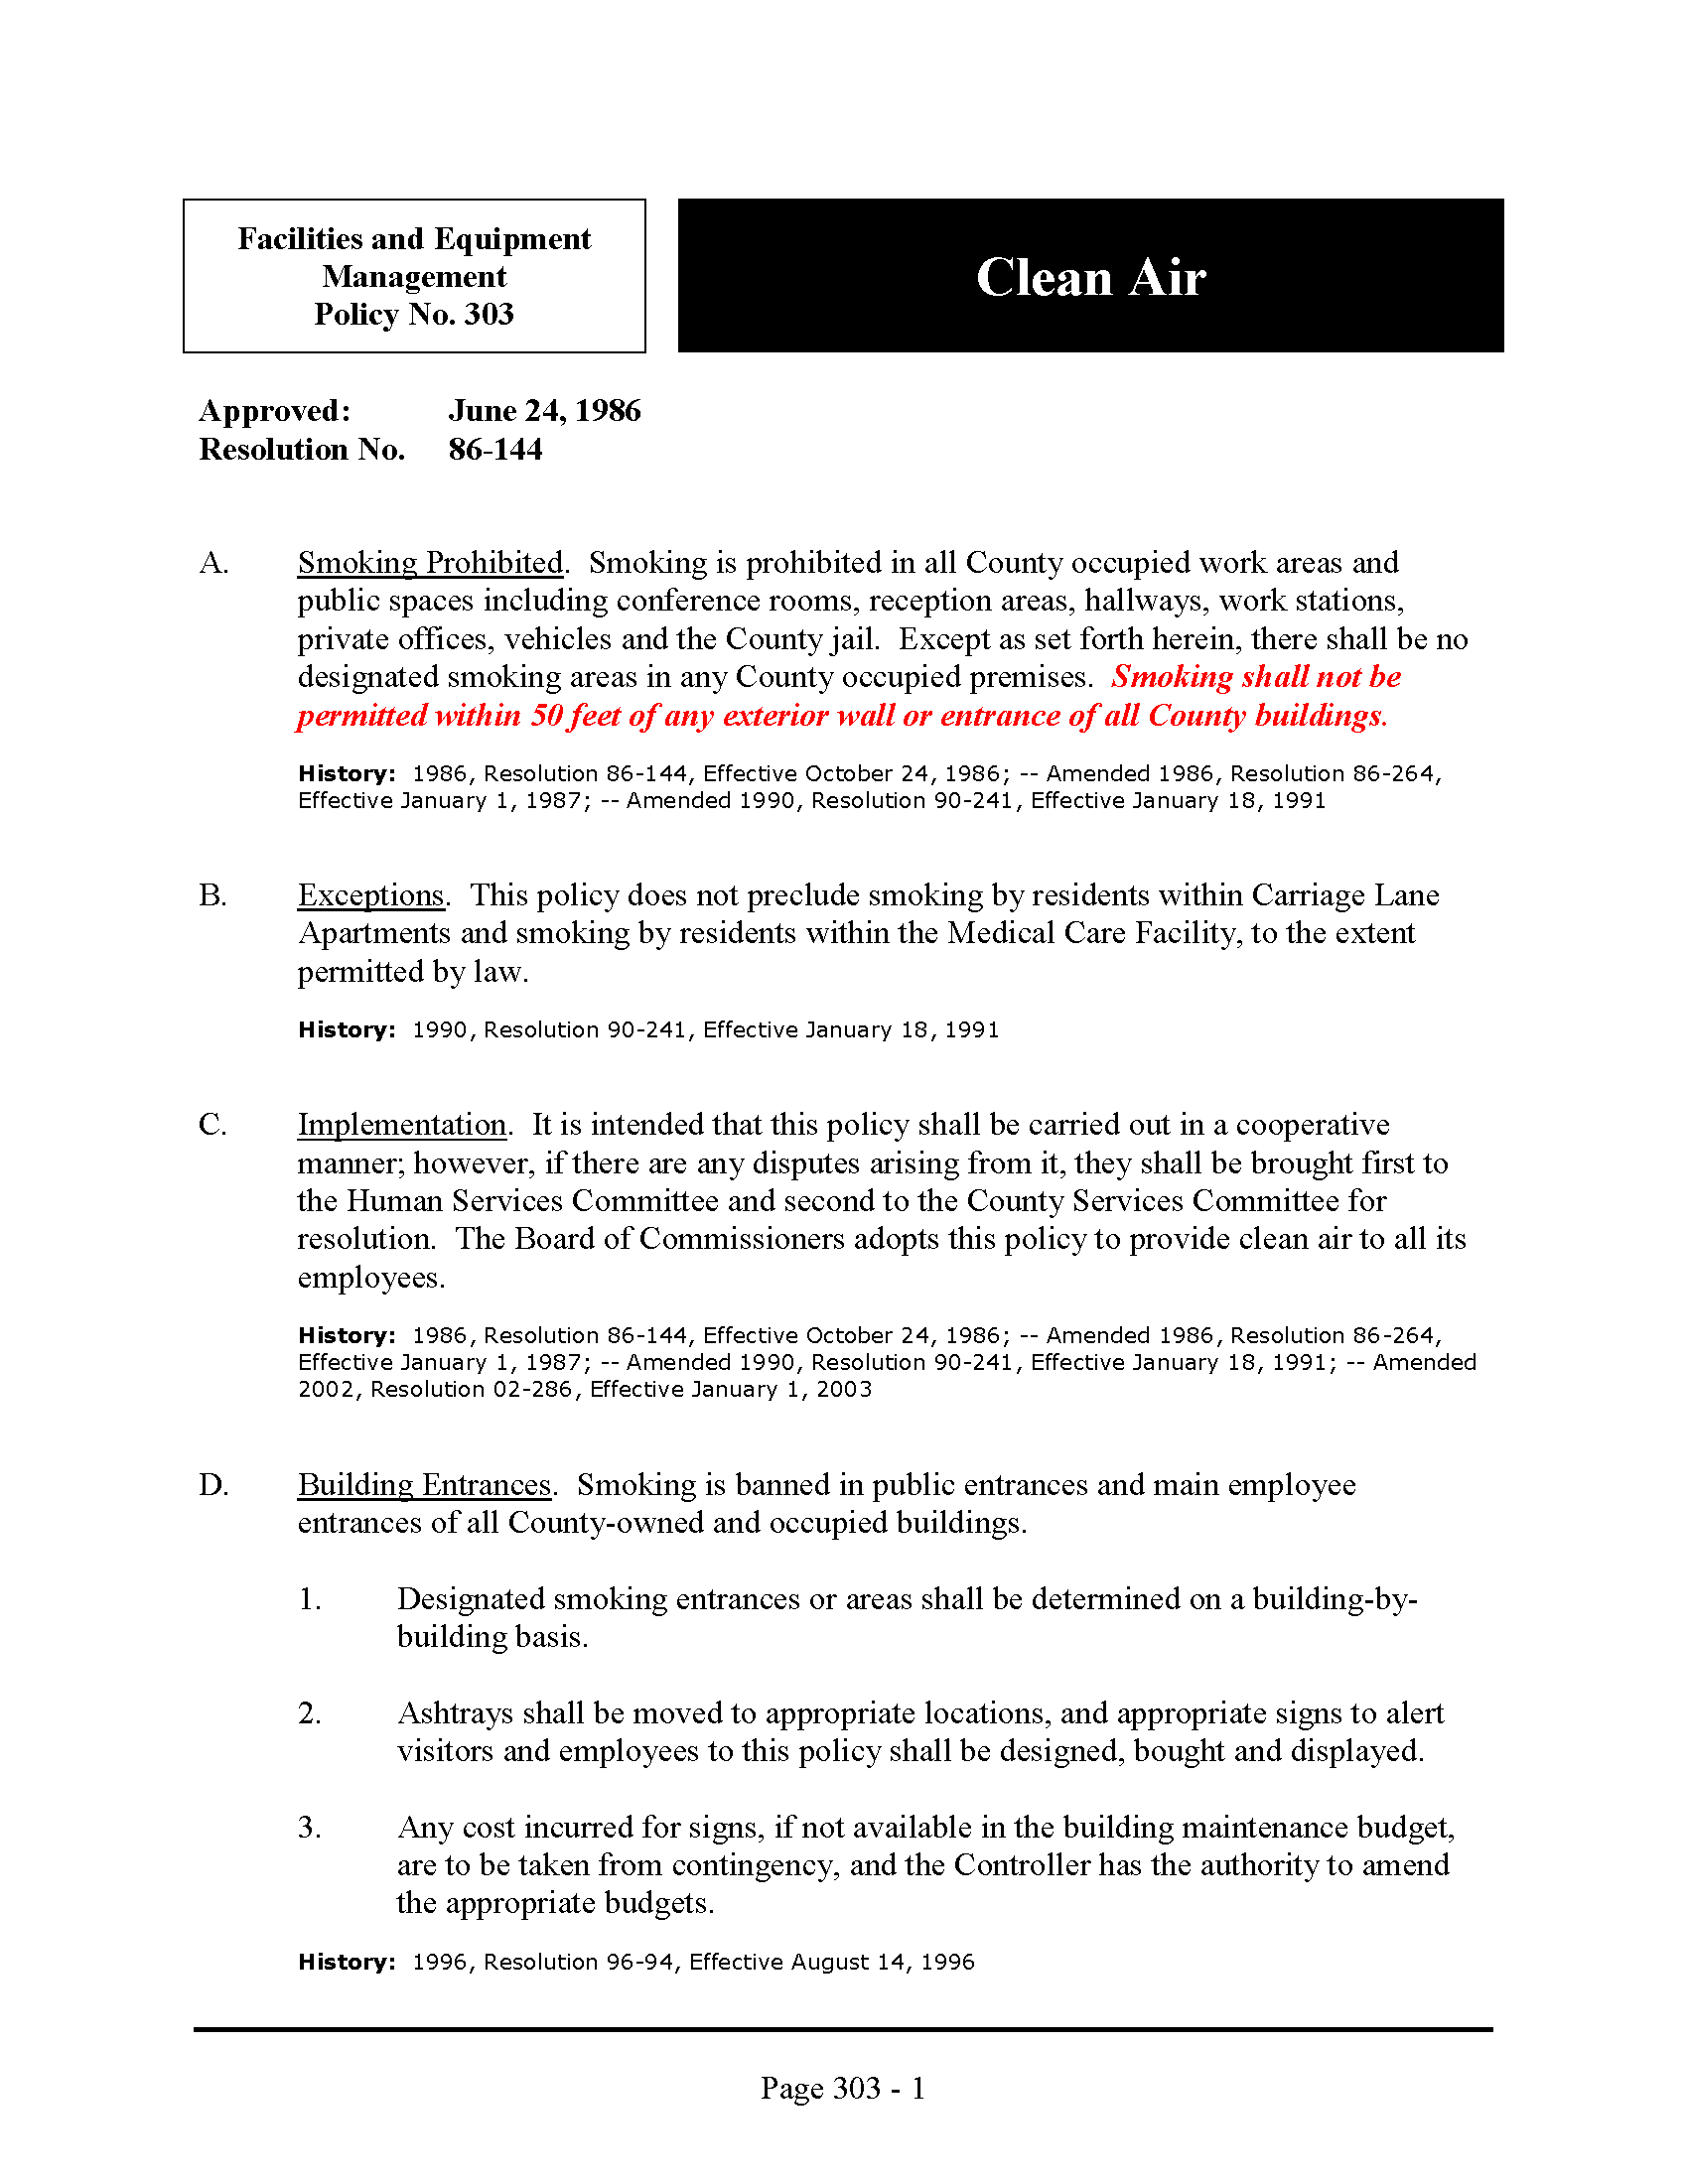 Facilities and Equipment
Management
Policy No. 303
Clean Air
Approved: June 24, 1986
Resolution No. 86-144
A. Smoking Prohibited. Smoking is prohibited in all County occupied work areas and
public spaces including conference rooms, reception areas, hallways, work stations,
private offices, vehicles and the County jail. Except as set forth herein, there shall be no
designated smoking areas in any County occupied premises. Smoking shall not be
permitted within 50 feet of any exterior wall or entrance of all County buildings.
History: 1986, Resolution 86-144, Effective October 24, 1986; -- Amended 1986, Resolution 86-264,
Effective January 1, 1987; -- Amended 1990, Resolution 90-241, Effective January 18, 1991
B. Exceptions. This policy does not preclude smoking by residents within Carriage Lane
Apartments and smoking by residents within the Medical Care Facility, to the extent
permitted by law.
History: 1990, Resolution 90-241, Effective January 18, 1991
C. Implementation. It is intended that this policy shall be carried out in a cooperative
manner; however, if there are any disputes arising from it, they shall be brought first to
the Human Services Committee and second to the County Services Committee for
resolution. The Board of Commissioners adopts this policy to provide clean air to all its
employees.
History: 1986, Resolution 86-144, Effective October 24, 1986; -- Amended 1986, Resolution 86-264,
Effective January 1, 1987; -- Amended 1990, Resolution 90-241, Effective January 18, 1991; -- Amended
2002, Resolution 02-286, Effective January 1, 2003
D. Building Entrances. Smoking is banned in public entrances and main employee
entrances of all County-owned and occupied buildings.
1. Designated smoking entrances or areas shall be determined on a building-by-
building basis.
2. Ashtrays shall be moved to appropriate locations, and appropriate signs to alert
visitors and employees to this policy shall be designed, bought and displayed.
3. Any cost incurred for signs, if not available in the building maintenance budget,
are to be taken from contingency, and the Controller has the authority to amend
the appropriate budgets.
History: 1996, Resolution 96-94, Effective August 14, 1996
Page 303 - 1